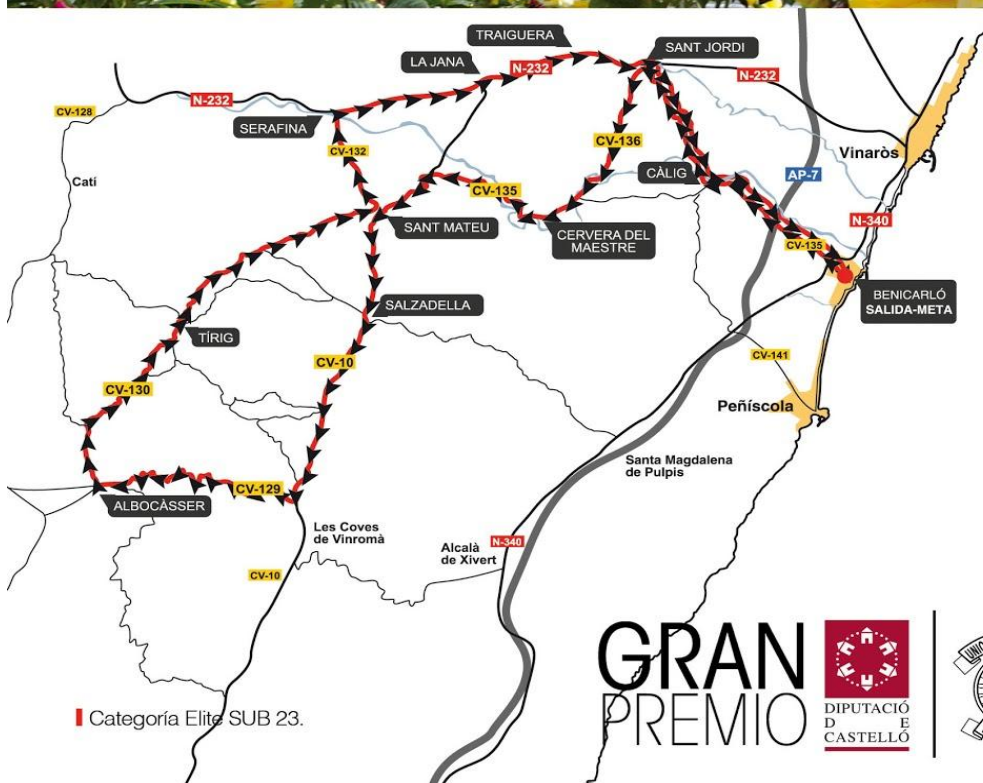 TRAIGUERA
SANT JORDI
LA JANA
N-232
N-232
N-232
CV-128
SERAFINA
CV-132
CV-136
Vinaròs
Catí
CÀLIG
AP-7
CV-135
N-340
SANT MATEU
CERVERA DEL
MAESTRE
CV-135
BENICARLÓ
SALIDA-META
SALZADELLA
TÍRIG
CV-10
CV-141
CV-130
Peñíscola
Santa Magdalena
de Pulpis
CV-129
ALBOCÀSSER
Les Coves
de Vinromà
N-340
Alcalà
de Xivert
CV-10
GRAN
PREMIO
DIPUTACIÓ
D E
CASTELLÓ
Categoría Elite SUB 23.